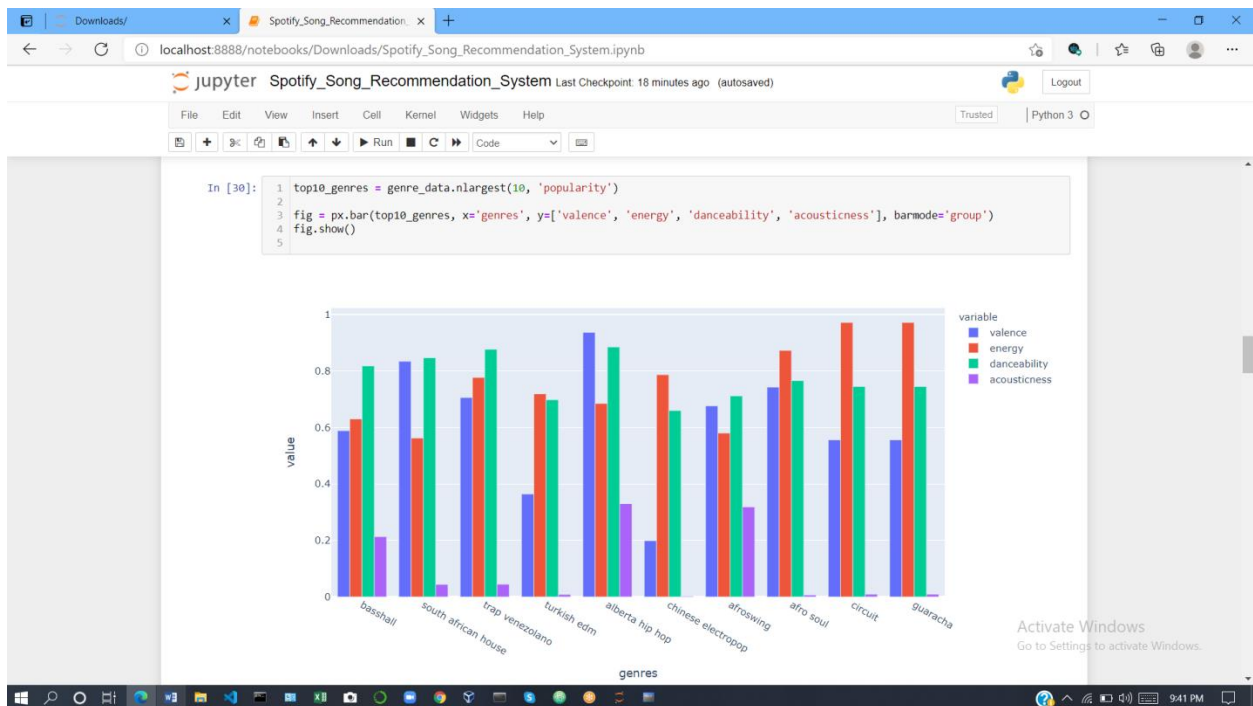 Downloads/
Spotify_Song_Recommendation_
localhost:8888/notebooks/Downloads/Spotify_Song_Recommendation_System.ipynb
jupyter Spotify_Song_Recommendation_System Last Checkpoint: 18 minutes ago (autosaved)
Logout
File Edit View Insert Cell Kernel Widgets Help
Trusted Python 3
Run Code
In [30]:
1 top10_genres = genre_data.nlargest(10, 'popularity')
2
3 fig = px.bar(top10_genres, x='genres', y=['valence', 'energy', 'danceability', 'acousticness'], barmode='group')
4 fig.show()
5
variable
valence
energy
danceability
acousticness
1
0.8
0.6
0.4
0.2
0
value
basshall south african house trap venezolano turkish edm alberta hip hop chinese electropop afroswing afro soul circuit guaracha
genres
Activate Windows
Go to Settings to activate Windows.
9:41 PM